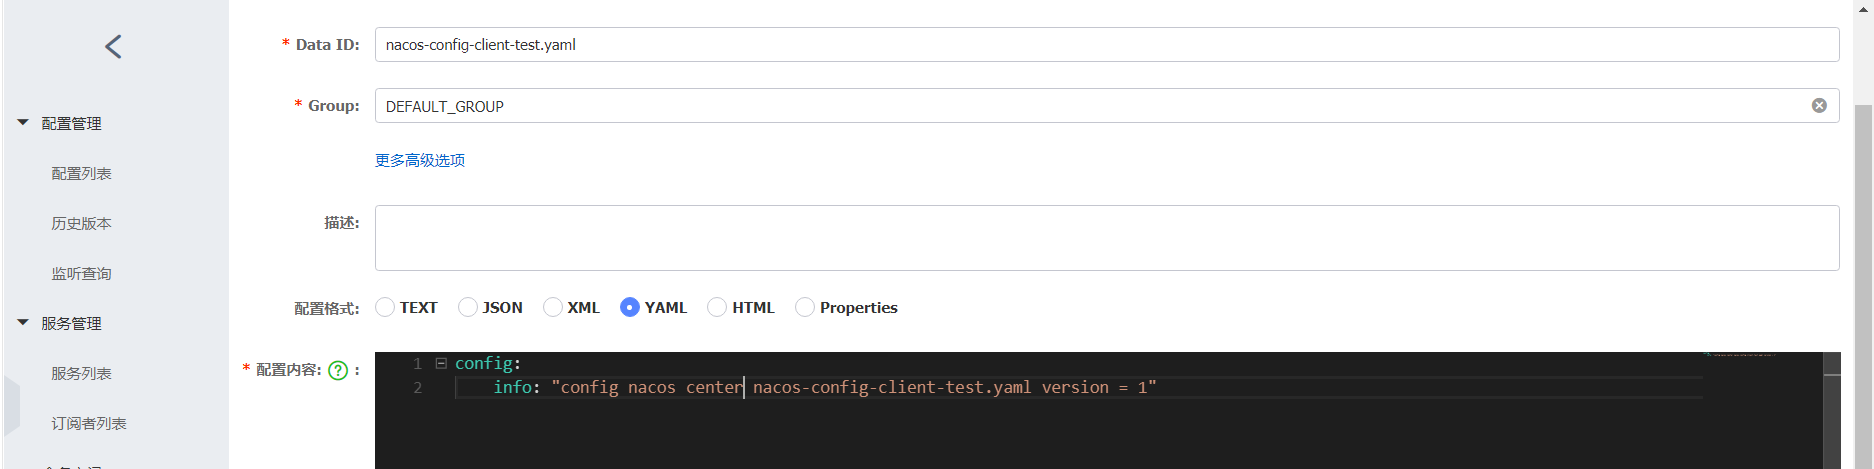 * Data ID: nacos-config-client-test.yaml
* Group: DEFAULT_GROUP
配置管理
更多高级选项
配置列表
历史版本
描述:
监听查询
配置格式: TEXT JSON XML YAML HTML Properties
服务管理
* 配置内容: ? : 1 config:
服务列表
2 info: "config nacos center nacos-config-client-test.yaml version = 1"
订阅者列表